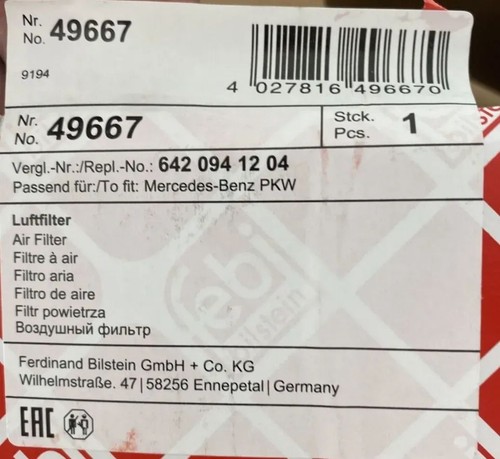 Nr.
No. 49667
9194
4 027816 496670
Nr.
No. 49667
Stck.
Pcs. 1
Vergl.-Nr.:/Repl.-No.: 642 094 12 04
Passend für:/To fit: Mercedes-Benz PKW
Luftfilter
Air Filter
Filtre à air
Filtro aria
Filtro de aire
Filtr powietrza
Воздушный фильтр
febi
bilstein
Ferdinand Bilstein GmbH + Co. KG
Wilhelmstraße. 47 | 58256 Ennepetal | Germany
EAC